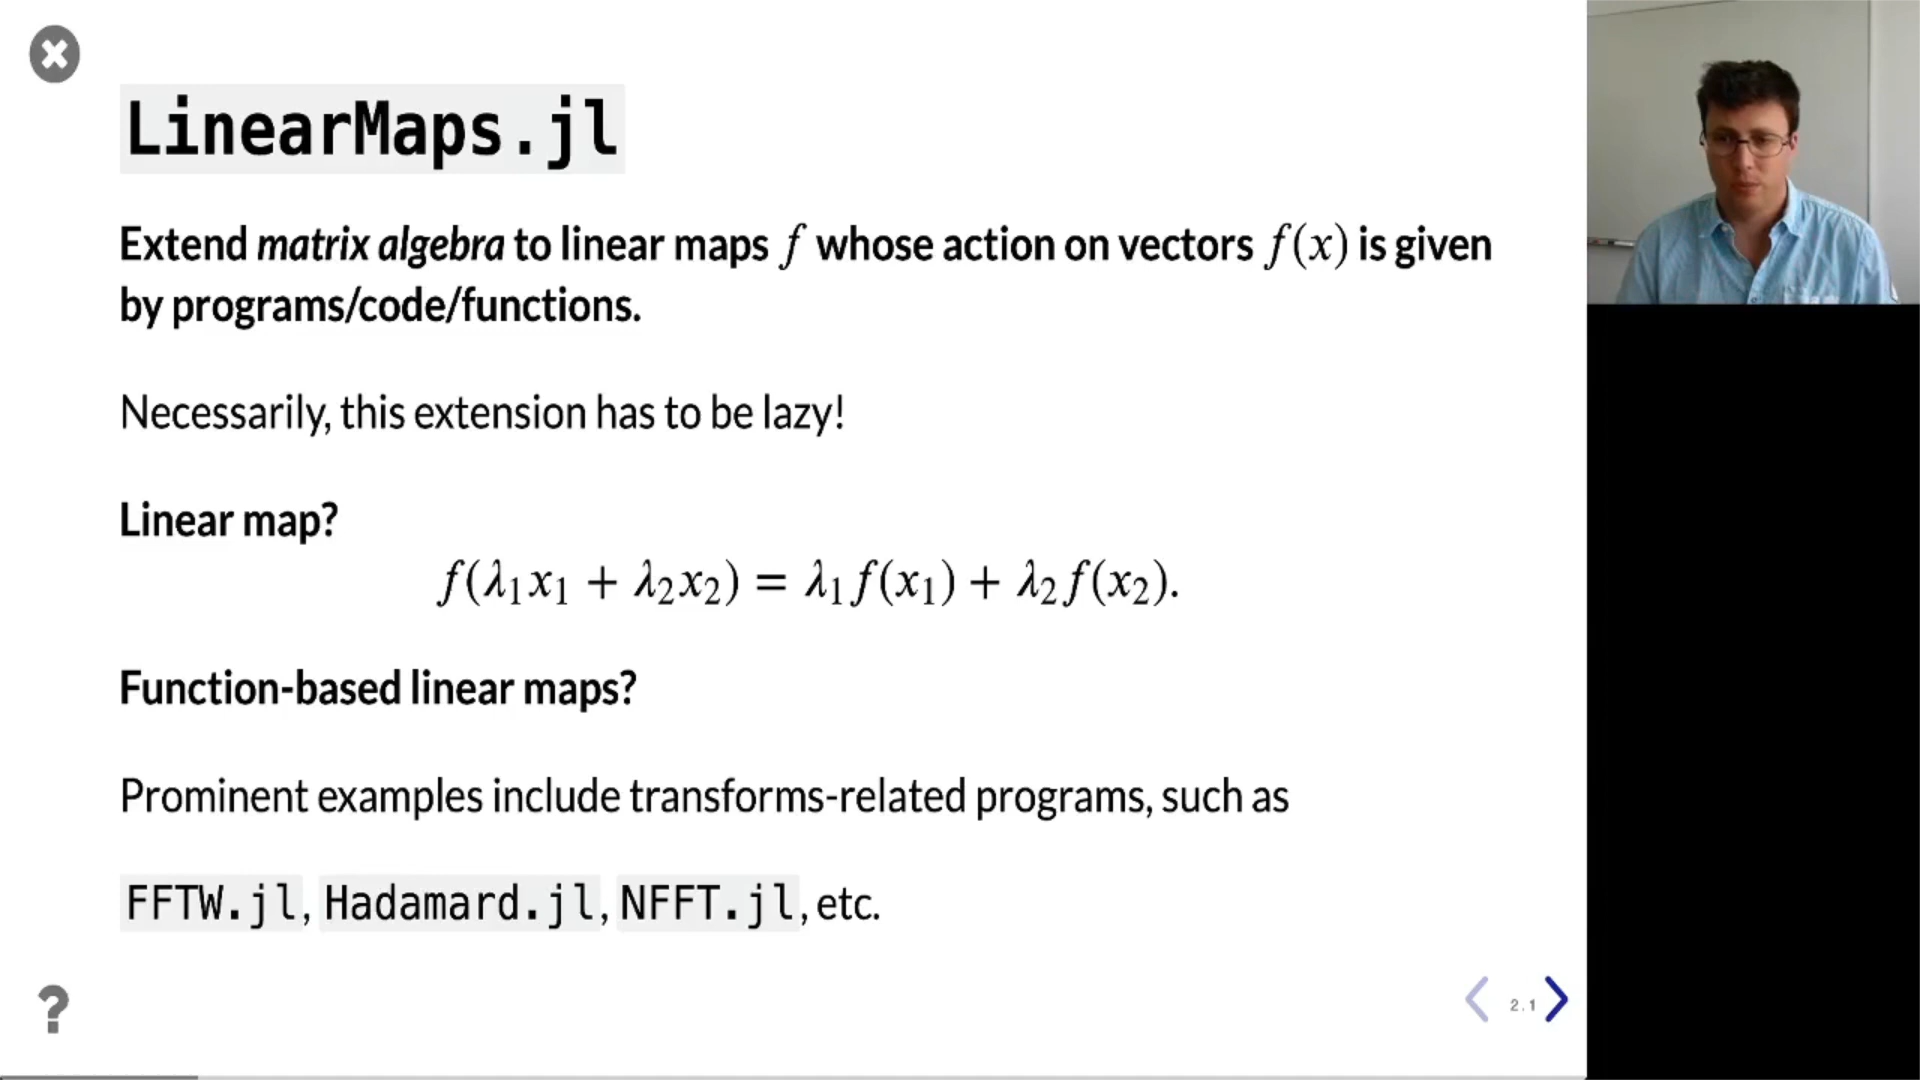 LinearMaps.jl
Extend matrix algebra to linear maps f whose action on vectors f(x) is given
by programs/code/functions.
Necessarily, this extension has to be lazy!
Linear map?
f(λ₁x₁ + λ₂x₂) = λ₁f(x₁) + λ₂f(x₂).
Function-based linear maps?
Prominent examples include transforms-related programs, such as
FFTW.jl, Hadamard.jl, NFFT.jl, etc.
?
2.1